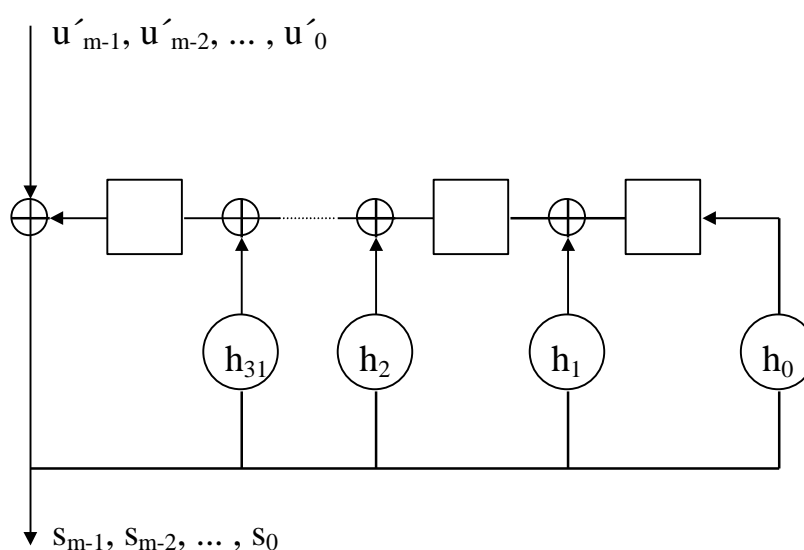 u´m-1, u´m-2, ... , u´0
h31 h2 h1 h0
sm-1, sm-2, ... , s0